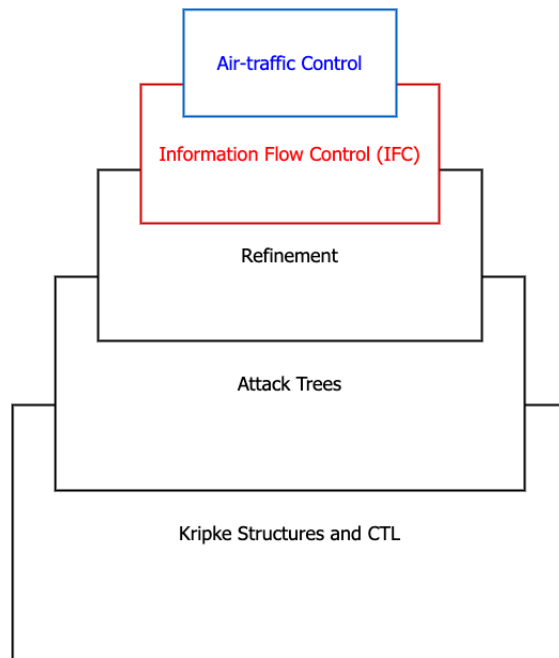 Air-traffic Control
Information Flow Control (IFC)
Refinement
Attack Trees
Kripke Structures and CTL